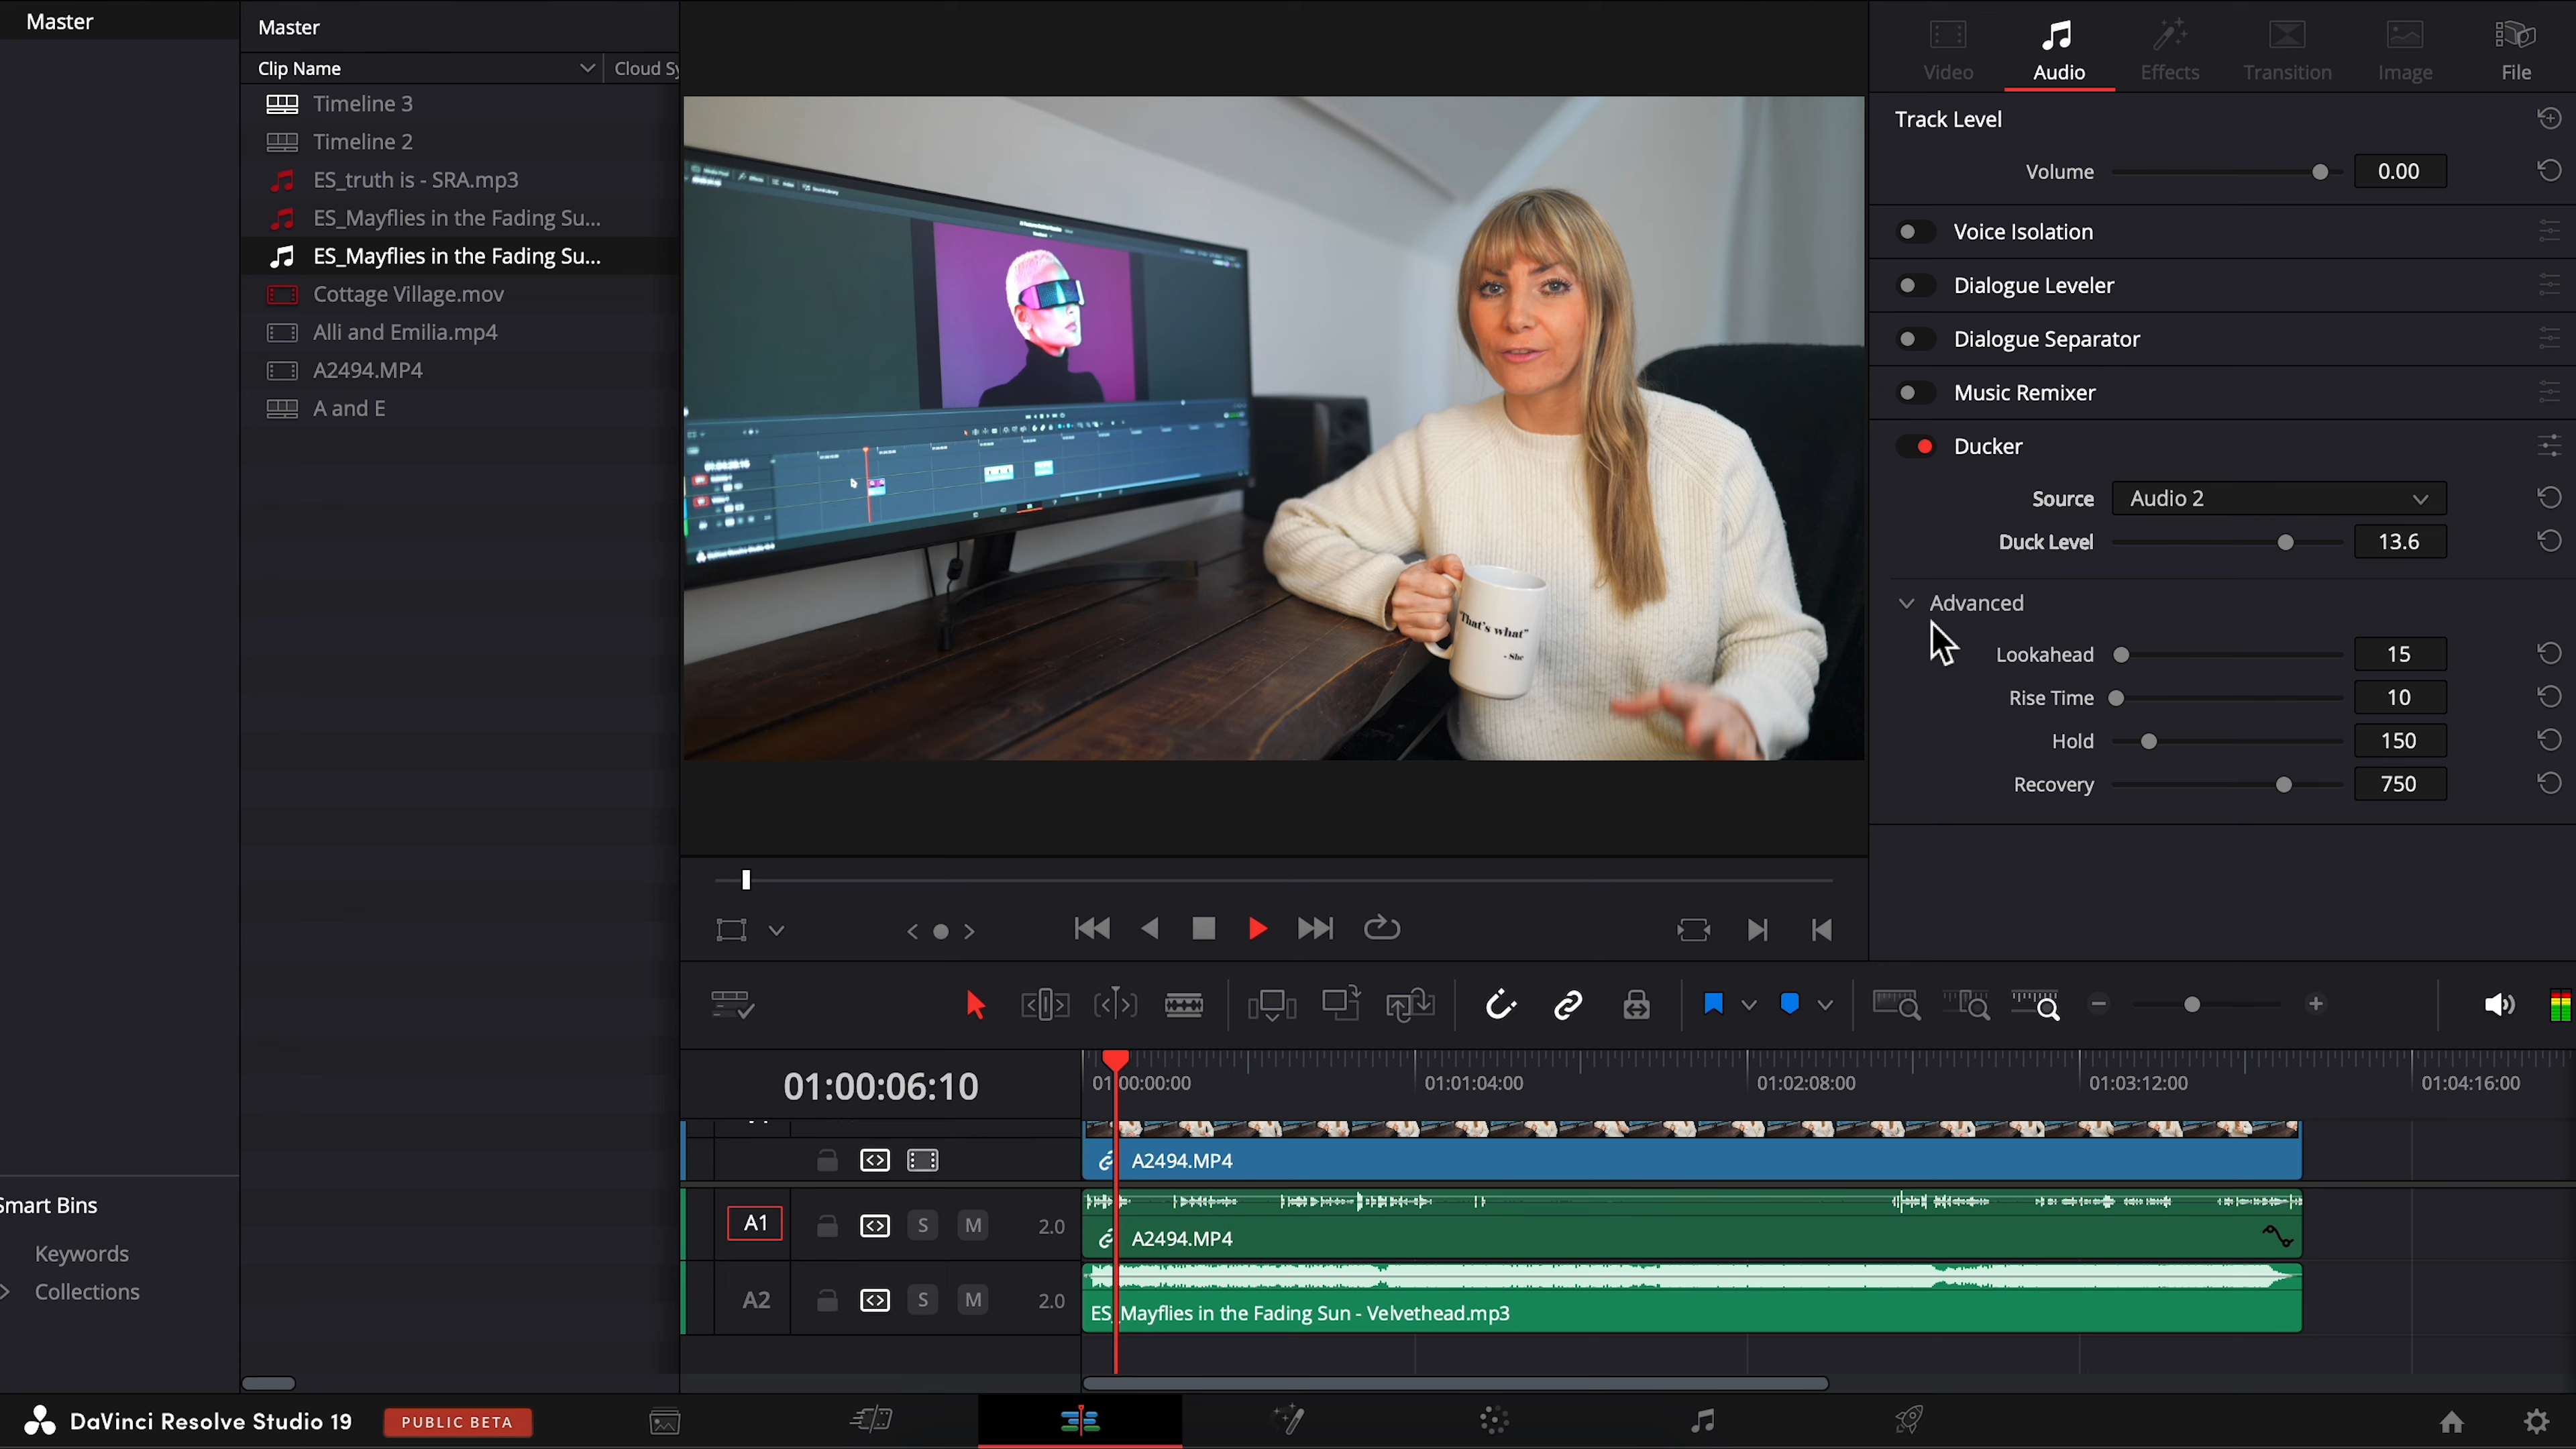 Master
Master
Clip Name
Cloud Sy
Timeline 3
Timeline 2
ES_truth is - SRA.mp3
ES_Mayflies in the Fading Su...
ES_Mayflies in the Fading Su...
Cottage Village.mov
Alli and Emilia.mp4
A2494.MP4
A and E
Smart Bins
Keywords
Collections
"That's what"
- She
Video
Audio
Effects
Transition
Image
File
Track Level
Volume 0.00
Voice Isolation
Dialogue Leveler
Dialogue Separator
Music Remixer
Ducker
Source Audio 2
Duck Level 13.6
Advanced
Lookahead 15
Rise Time 10
Hold 150
Recovery 750
01:00:06:10
01:00:00:00
01:01:04:00
01:02:08:00
01:03:12:00
01:04:16:00
A2494.MP4
A1 S M 2.0
A2494.MP4
A2 S M 2.0
ES_Mayflies in the Fading Sun - Velvethead.mp3
DaVinci Resolve Studio 19
PUBLIC BETA